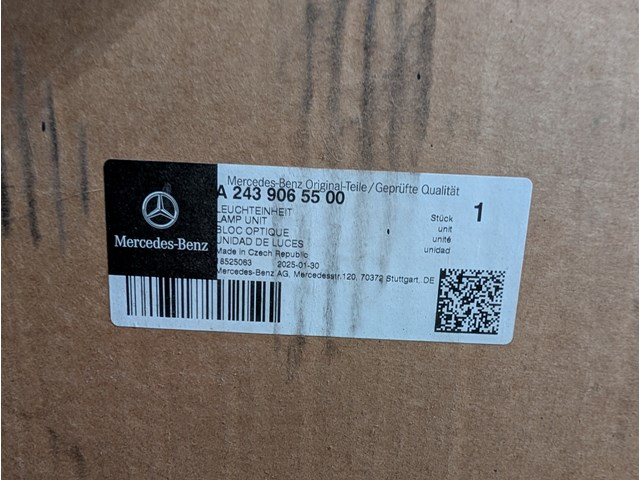 Mercedes-Benz Original-Teile/Geprüfte Qualität
A 243 906 55 00
LEUCHTEINHEIT
LAMP UNIT
BLOC OPTIQUE
UNIDAD DE LUCES
Stück 1
unit
unité
unidad
Made in Czech Republic
18525063 2025-01-30
Mercedes-Benz AG, Mercedesstr.120, 70372 Stuttgart, DE
Mercedes-Benz